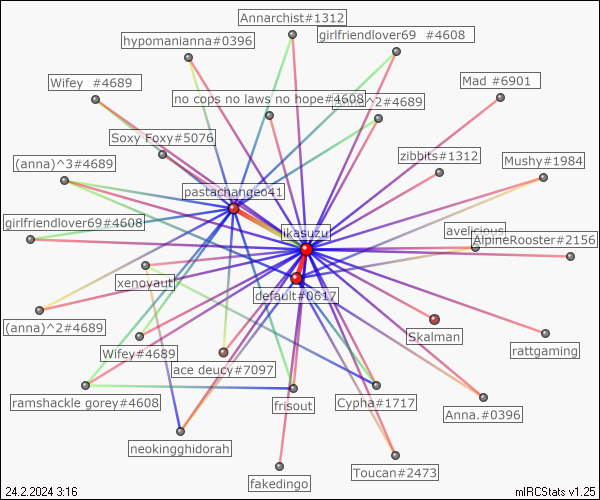 Annarchist#1312
girlfriendlover69 #4608
hypomanianna#0396
Wifey #4689
Mad #6901
no cops no laws no hope#4608
^2#4689
Soxy Foxy#5076
zibbits#1312
(anna)^3#4689
Mushy#1984
pastachangeo41
girlfriendlover69#4608
ikasuzu
avelicious
AlpineRooster#2156
xenoyaut
default#0617
(anna)^2#4689
Skalman
Wifey#4689
rattgaming
ace deucy#7097
ramshackle gorey#4608
frisout
Cypha#1717
Anna.#0396
neokingghidorah
Toucan#2473
fakedingo
24.2.2024 3:16
mIRCStats v1.25